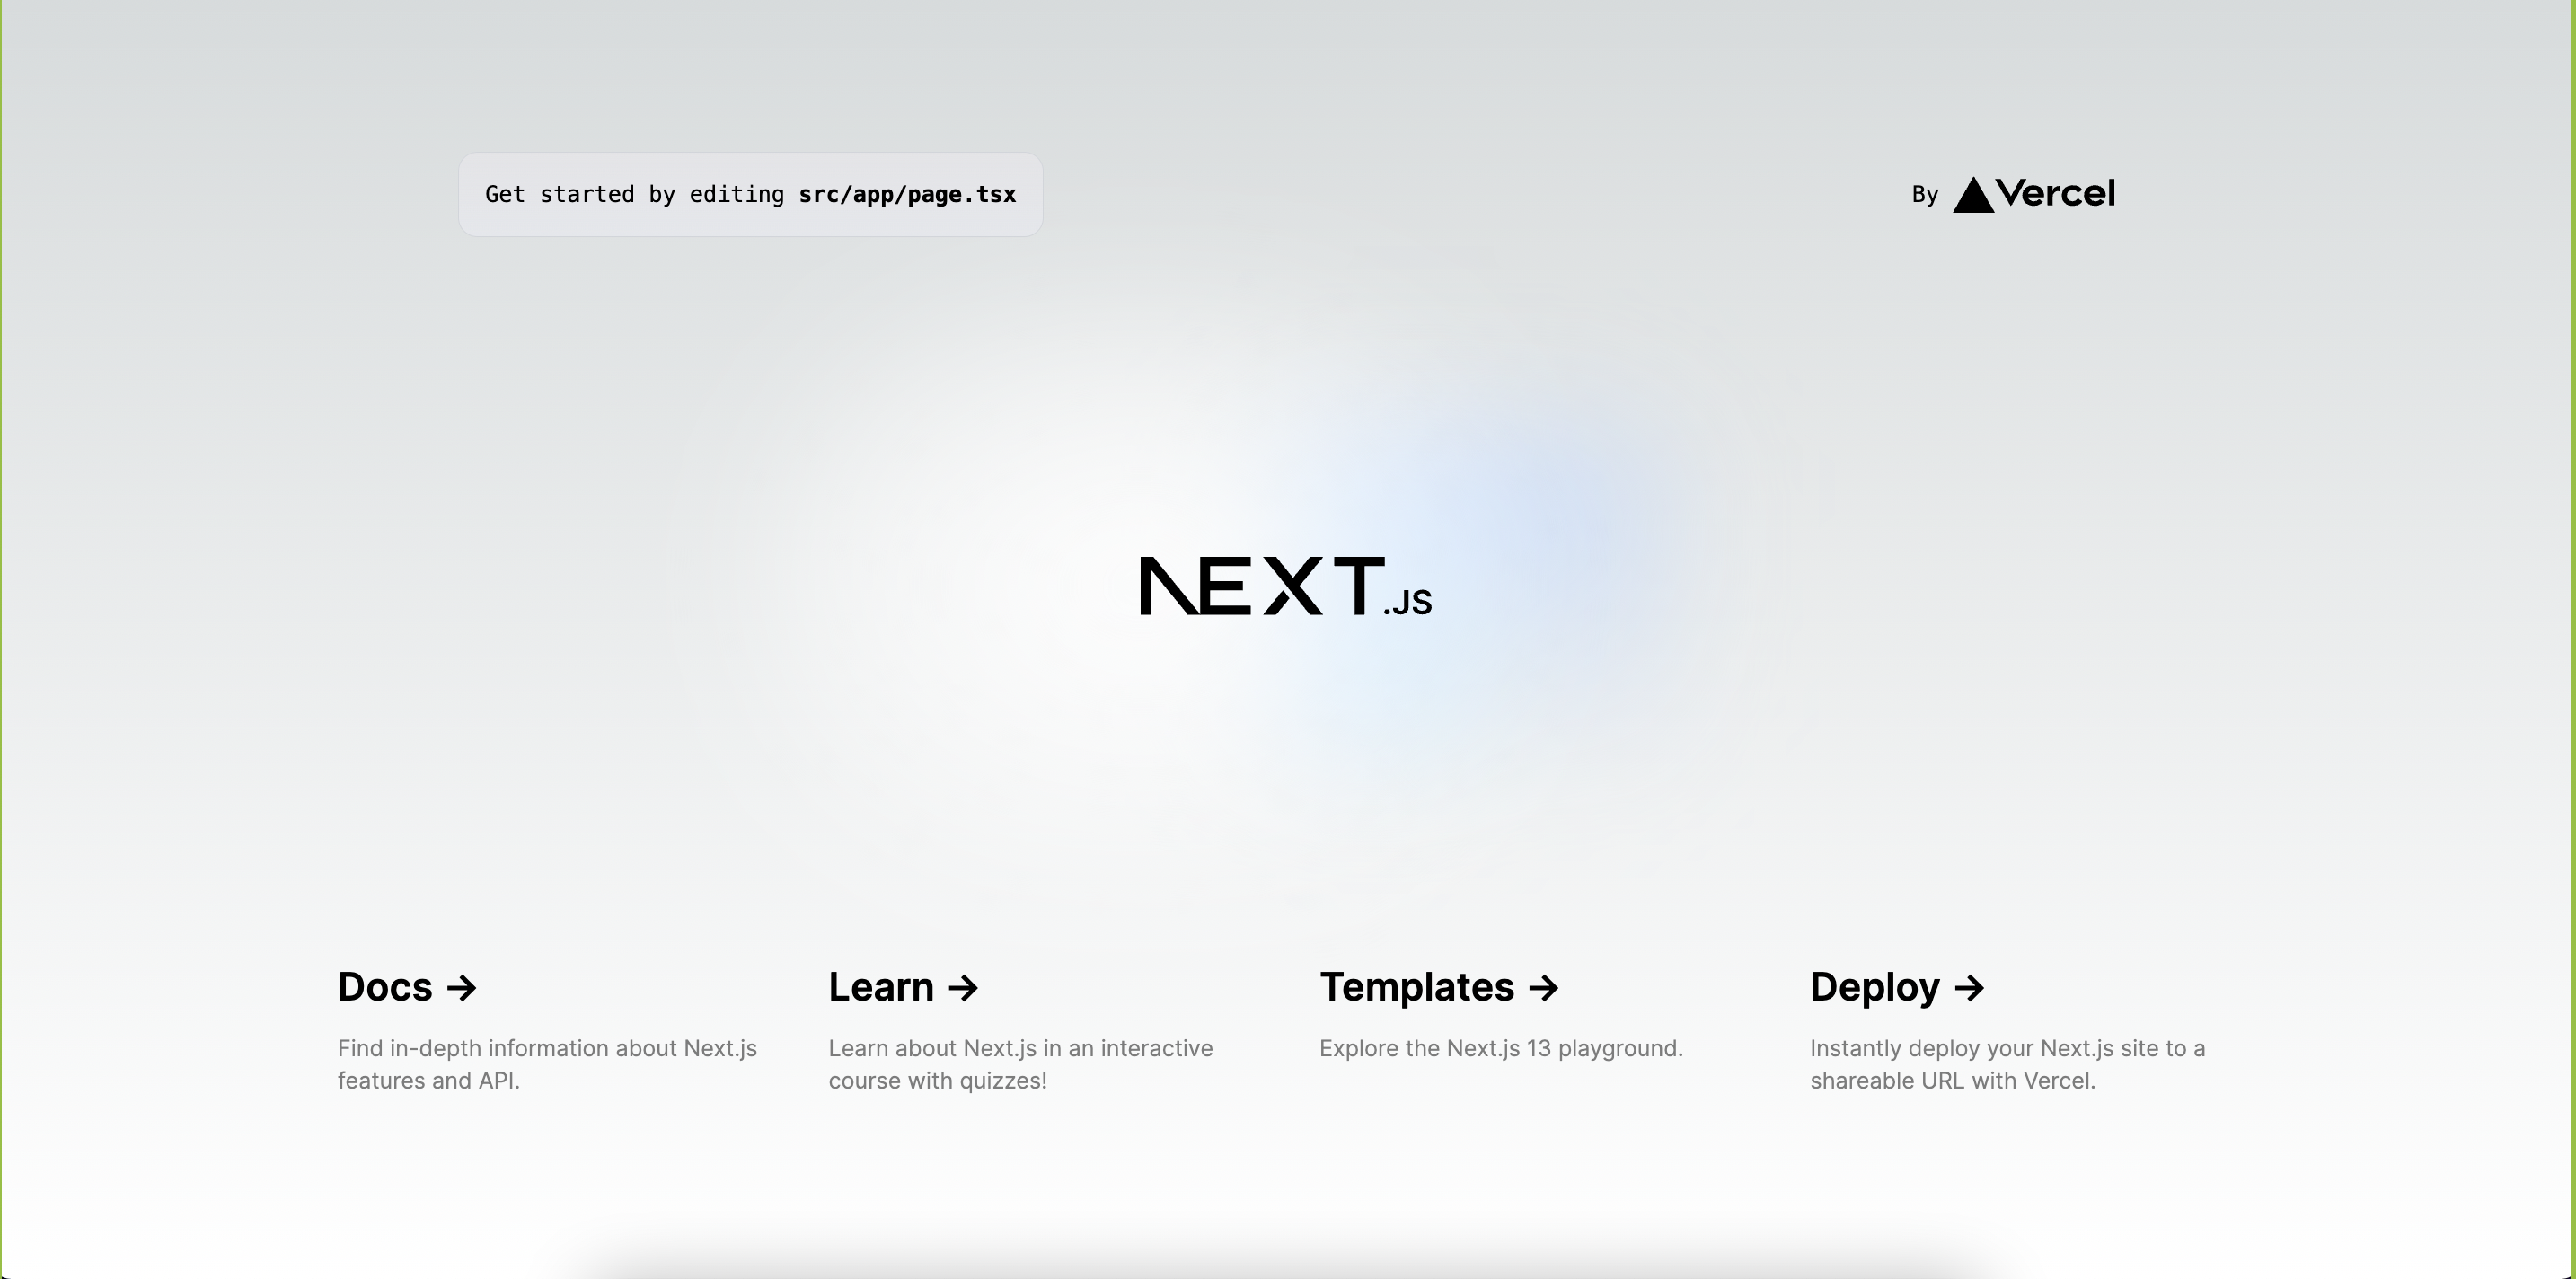 Get started by editing src/app/page.tsx
By Vercel
NEXT.JS
Docs ->
Find in-depth information about Next.js
features and API.
Learn ->
Learn about Next.js in an interactive
course with quizzes!
Templates ->
Explore the Next.js 13 playground.
Deploy ->
Instantly deploy your Next.js site to a
shareable URL with Vercel.